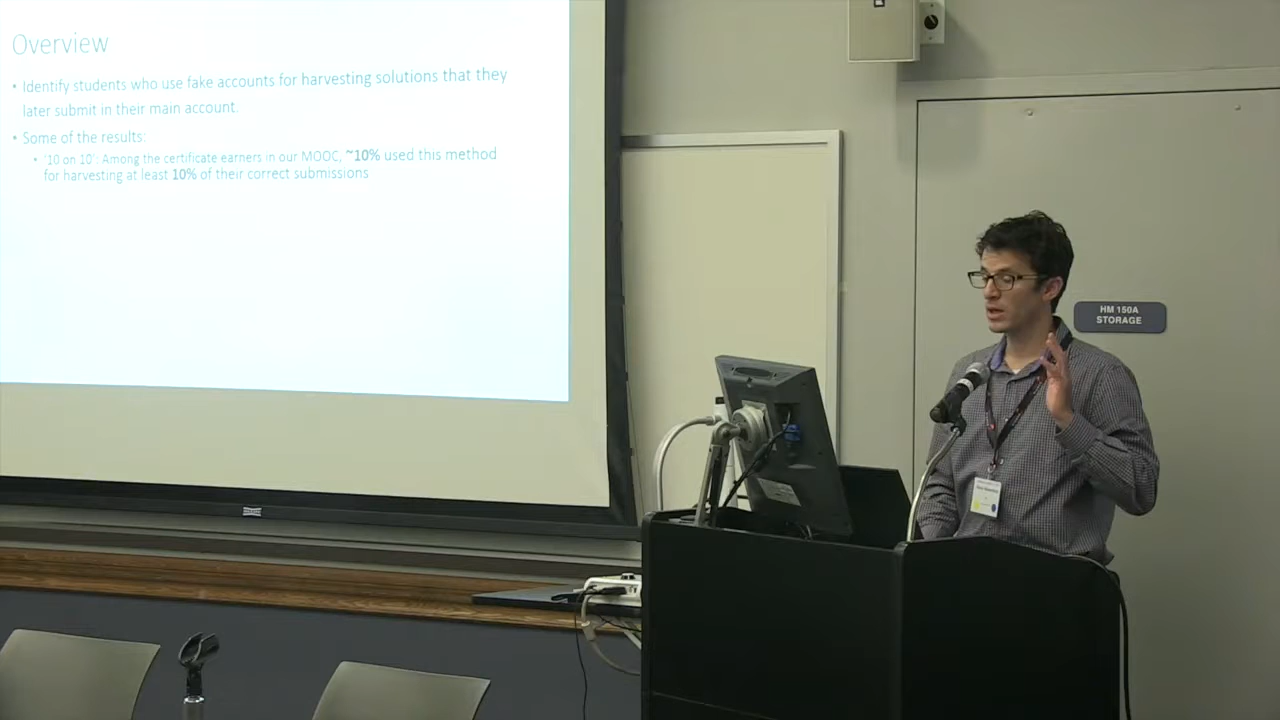 Overview
• Identify students who use fake accounts for harvesting solutions that they
later submit in their main account.
• Some of the results:
• '10 on 10': Among the certificate earners in our MOOC, ~10% used this method
for harvesting at least 10% of their correct submissions
HM 150A
STORAGE